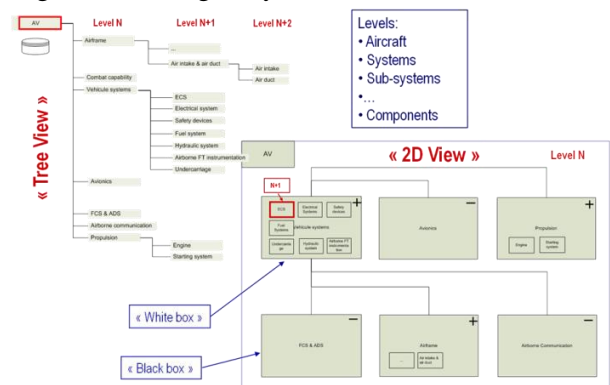 AV
Level N
Level N+1
Level N+2
Airframe
...
Air intake & air duct
Air intake
Air duct
Combat capability
Vehicule systems
ECS
Electrical system
Safety devices
Fuel system
Hydraulic system
Airborne FT instrumentation
Undercarriage
Avionics
FCS & ADS
Airborne communication
Propulsion
Engine
Starting system
« Tree View »
Levels:
• Aircraft
• Systems
• Sub-systems
•...
• Components
AV
« 2D View »
Level N
N+1
ECS
Electrical Systems
Safety devices
+
Fuel Systems
Vehicule systems
Hydraulic system
Avionics
−
Propulsion
+
Engine
Starting system
« White box »
« Black box »
FCS & ADS
−
Airframe
+
...
Air intake & air duct
Airborne Communication
−